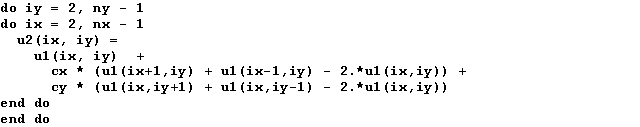 do iy = 2, ny - 1
do ix = 2, nx - 1
  u2(ix, iy) =
    u1(ix, iy)  +
      cx * (u1(ix+1,iy) + u1(ix-1,iy) - 2.*u1(ix,iy)) +
      cy * (u1(ix,iy+1) + u1(ix,iy-1) - 2.*u1(ix,iy))
end do
end do